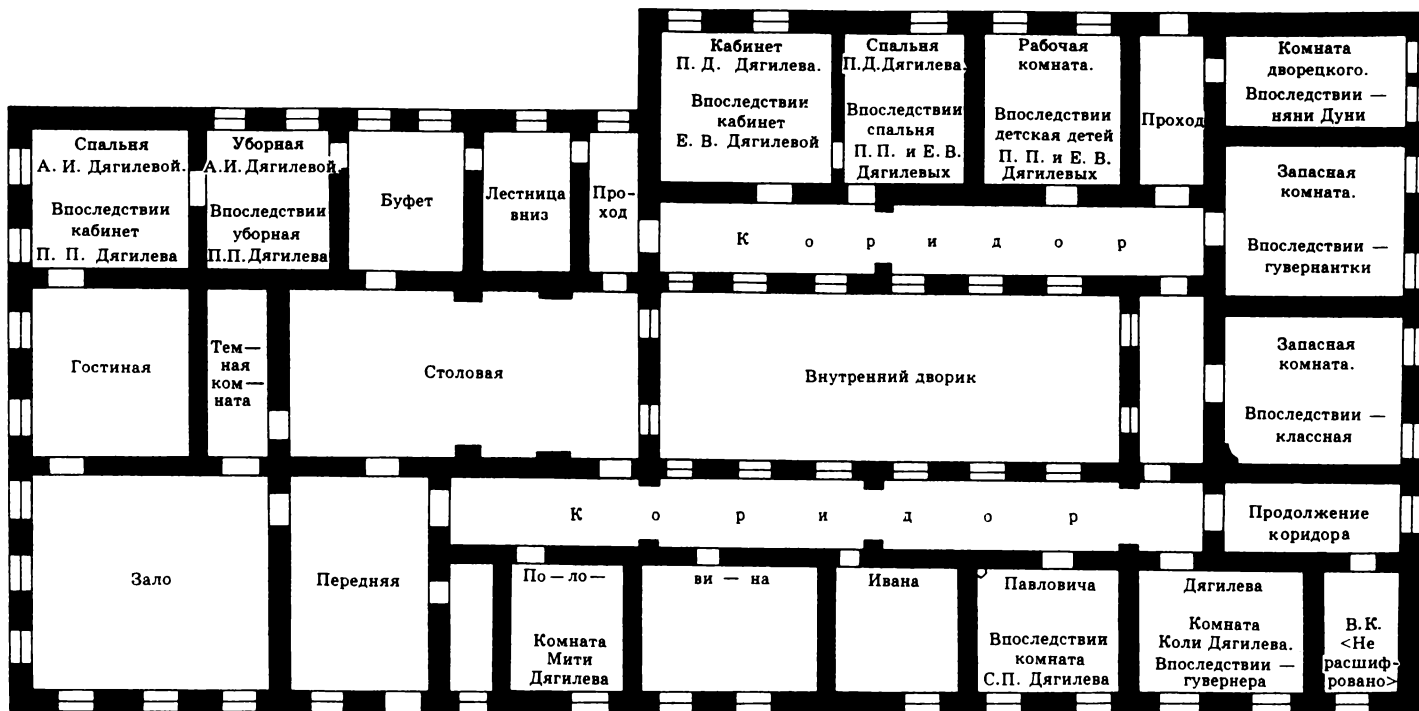 Кабинет
П. Д. Дягилева.
Впоследствии
кабинет
Е. В. Дягилевой
Спальня
П.Д.Дягилева.
Впоследствии
спальня
П. П. и Е. В.
Дягилевых
Рабочая
комната.
Впоследствии
детская детей
П. П. и Е. В.
Дягилевых
Проход
Комната
дворецкого.
Впоследствии —
няни Дуни
Спальня
А. И. Дягилевой.
Впоследствии
кабинет
П. П. Дягилева
Уборная
А.И.Дягилевой.
Впоследствии
уборная
П.П.Дягилева
Буфет
Лестница
вниз
Про-
ход
Коридор
Запасная
комната.
Впоследствии —
гувернантки
Гостиная
Тем—
ная
ком—
ната
Столовая
Внутренний дворик
Запасная
комната.
Впоследствии —
классная
Зало
Передняя
Коридор
Продолжение
коридора
По—ло—
ви — на
Ивана
Павловича
Дягилева
Комната
Мити
Дягилева
Впоследствии
комната
С.П. Дягилева
Комната
Коли Дягилева.
Впоследствии —
гувернера
В.К.
<Не
расшиф-
ровано>